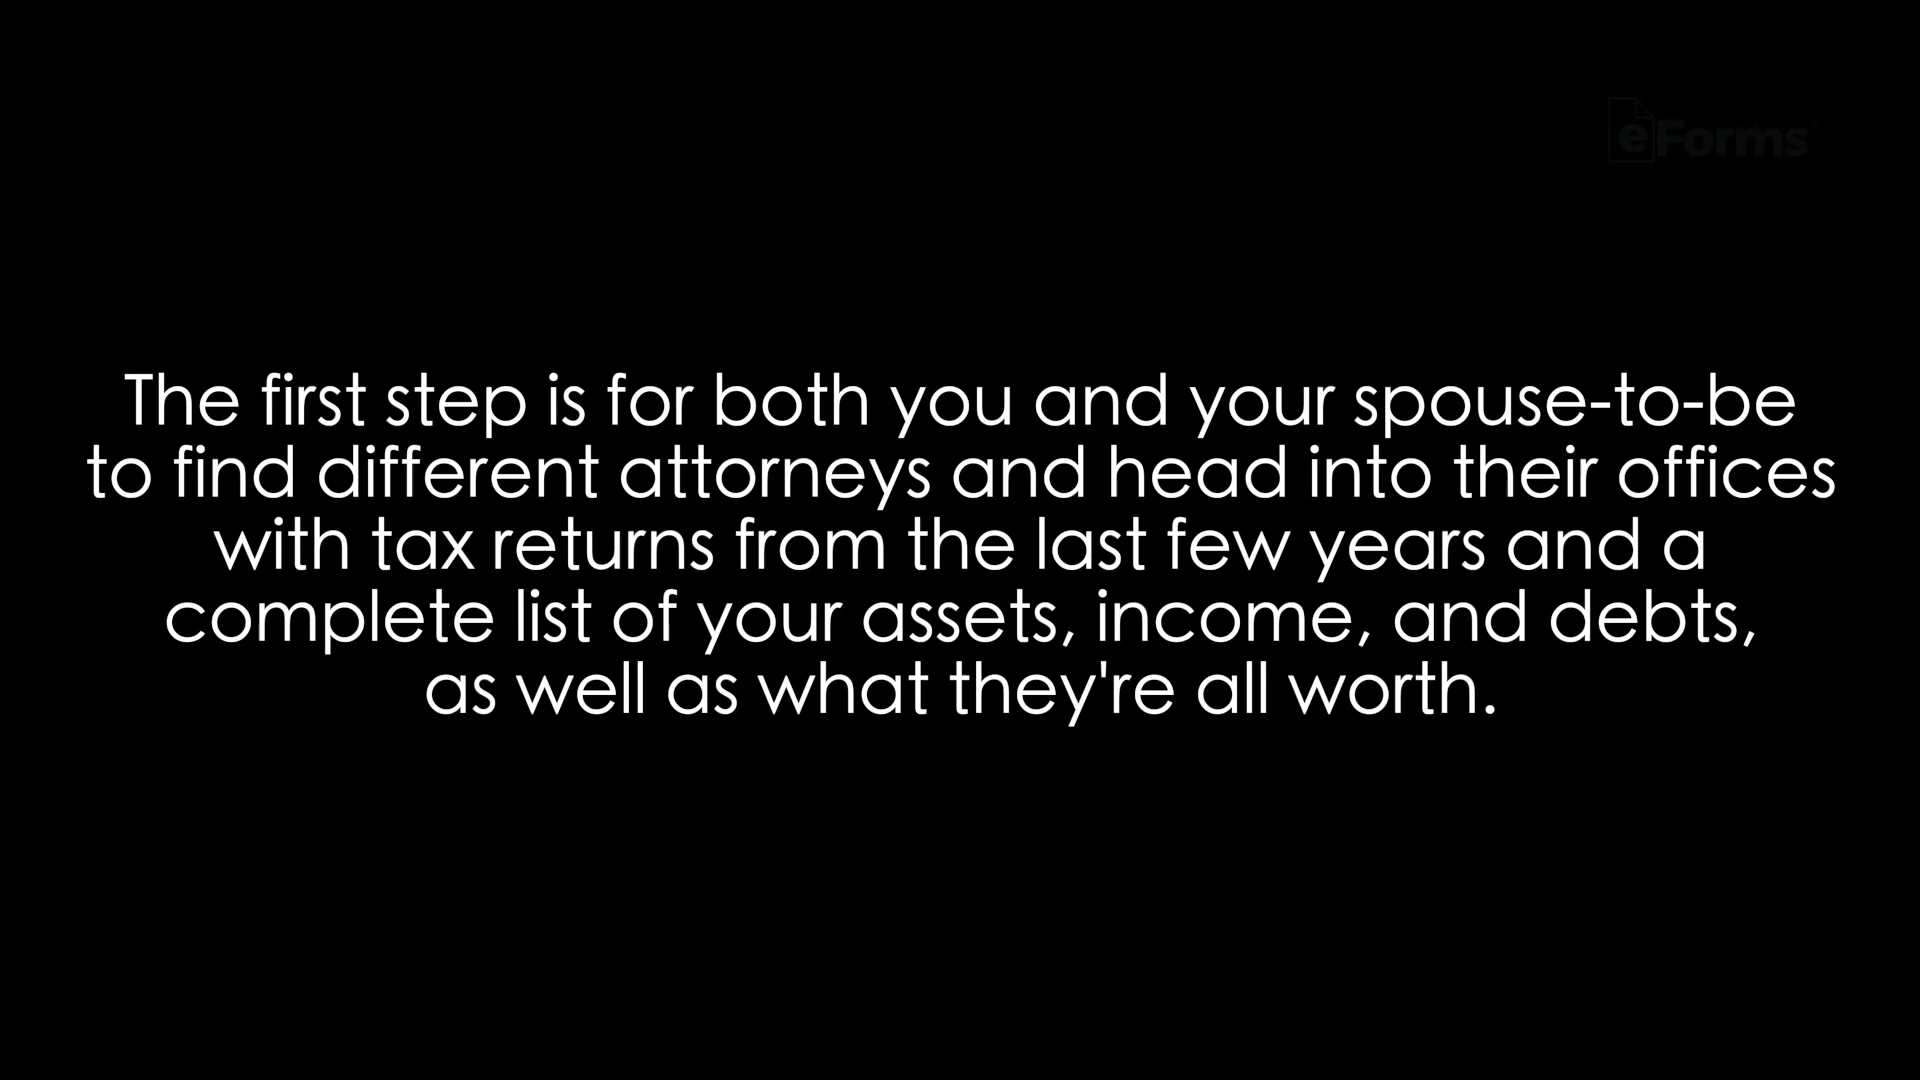 eForms
The first step is for both you and your spouse-to-be
to find different attorneys and head into their offices
with tax returns from the last few years and a
complete list of your assets, income, and debts,
as well as what they're all worth.